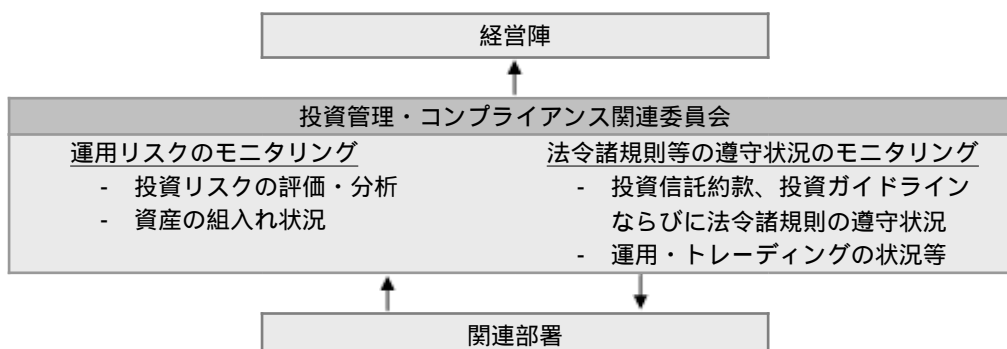 経営陣
投資管理・コンプライアンス関連委員会
運用リスクのモニタリング
- 投資リスクの評価・分析
- 資産の組入れ状況
法令諸規則等の遵守状況のモニタリング
- 投資信託約款、投資ガイドライン
ならびに法令諸規則の遵守状況
- 運用・トレーディングの状況等
関連部署